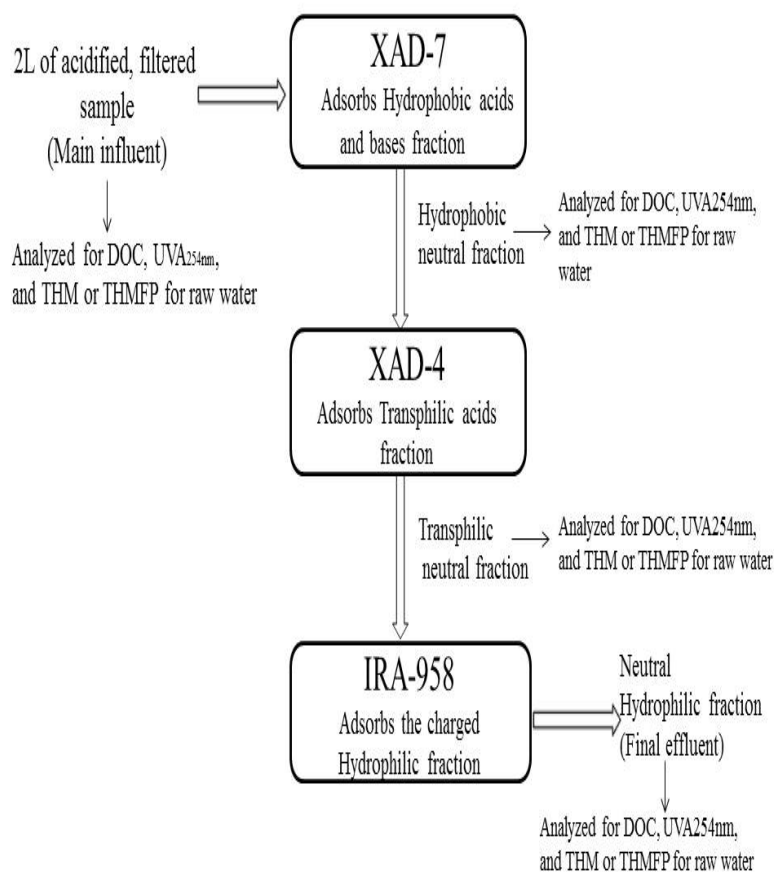 2L of acidified, filtered
sample
(Main influent)
Analyzed for DOC, UVA254nm,
and THM or THMFP for raw water
XAD-7
Adsorbs Hydrophobic acids
and bases fraction
Hydrophobic
neutral fraction
Analyzed for DOC, UVA254nm,
and THM or THMFP for raw
water
XAD-4
Adsorbs Transphilic acids
fraction
Transphilic
neutral fraction
Analyzed for DOC, UVA254nm,
and THM or THMFP for raw water
IRA-958
Adsorbs the charged
Hydrophilic fraction
Neutral
Hydrophilic fraction
(Final effluent)
Analyzed for DOC, UVA254nm,
and THM or THMFP for raw water